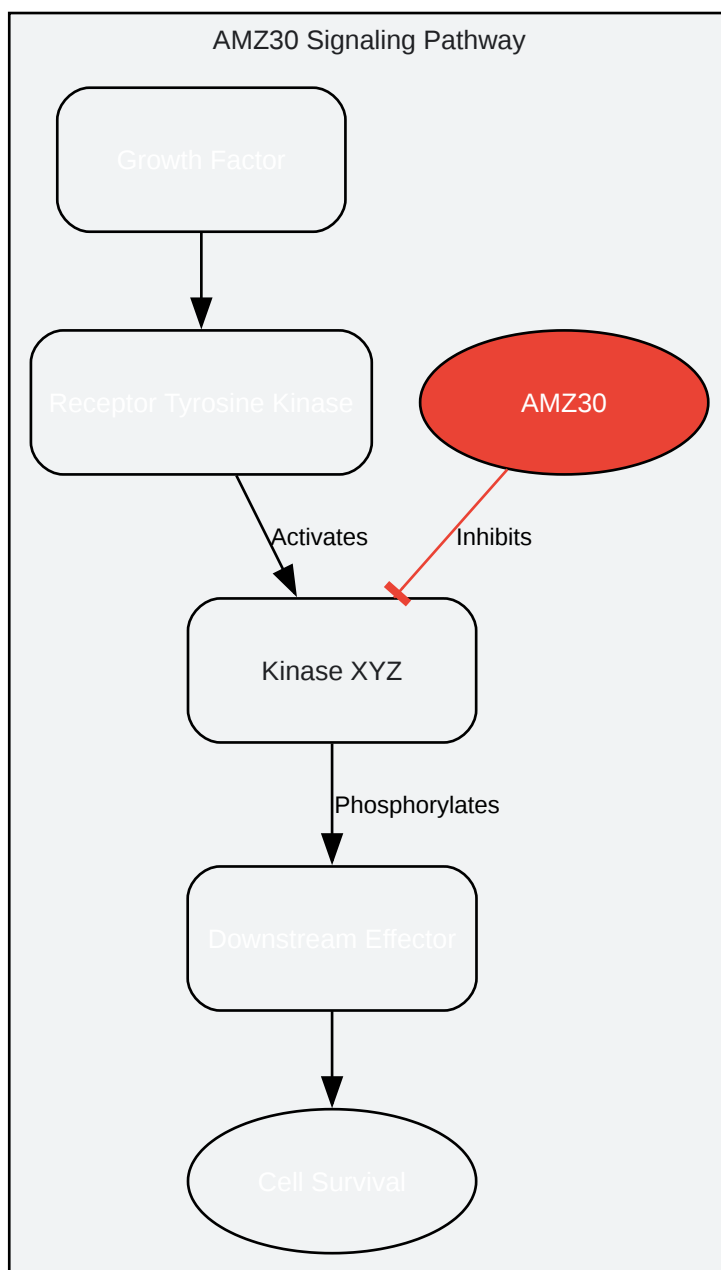 AMZ30 Signaling Pathway
Growth Factor
Receptor Tyrosine Kinase
AMZ30
Activates
Inhibits
Kinase XYZ
Phosphorylates
Downstream Effector
Cell Survival